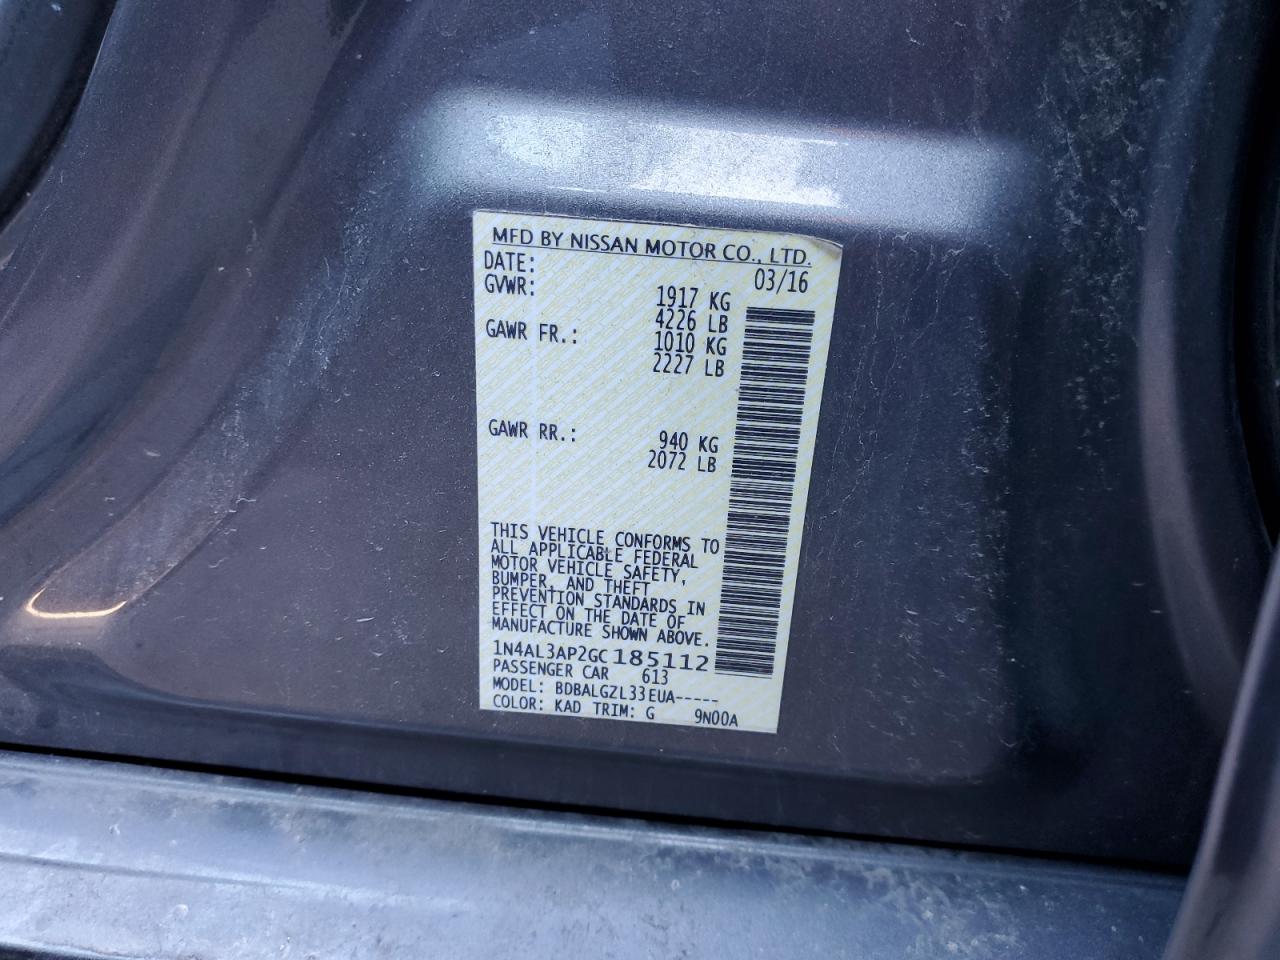 MFD BY NISSAN MOTOR CO., LTD.
DATE: 03/16
GVWR: 1917 KG
4226 LB
GAWR FR.: 1010 KG
2227 LB
GAWR RR.: 940 KG
2072 LB
THIS VEHICLE CONFORMS TO
ALL APPLICABLE FEDERAL
MOTOR VEHICLE SAFETY,
BUMPER, AND THEFT
PREVENTION STANDARDS IN
EFFECT ON THE DATE OF
MANUFACTURE SHOWN ABOVE.
1N4AL3AP2GC185112
PASSENGER CAR 613
MODEL: BDBALGZL33EUA-----
COLOR: KAD TRIM: G 9N00A